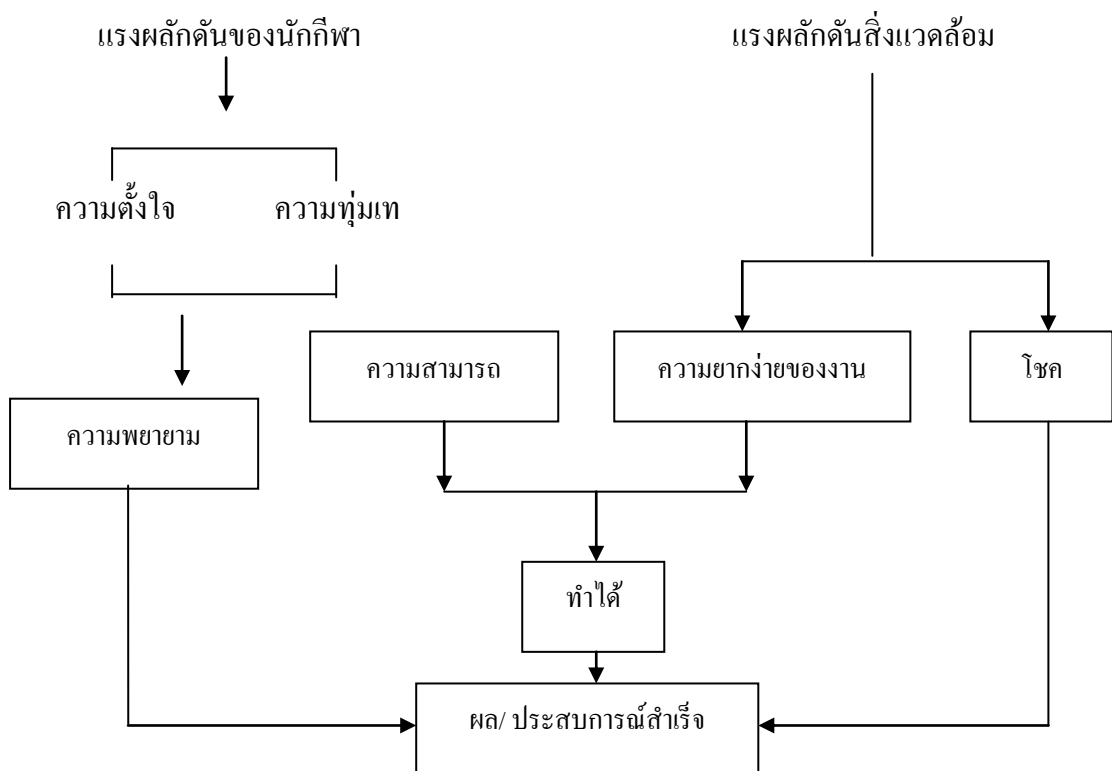 แรงผลักดันของนักกีฬา
แรงผลักดันสิ่งแวดล้อม
ความตั้งใจ
ความทุ่มเท
ความสามารถ
ความยากง่ายของงาน
โชค
ความพยายาม
ทำได้
ผล/ ประสบการณ์สำเร็จ